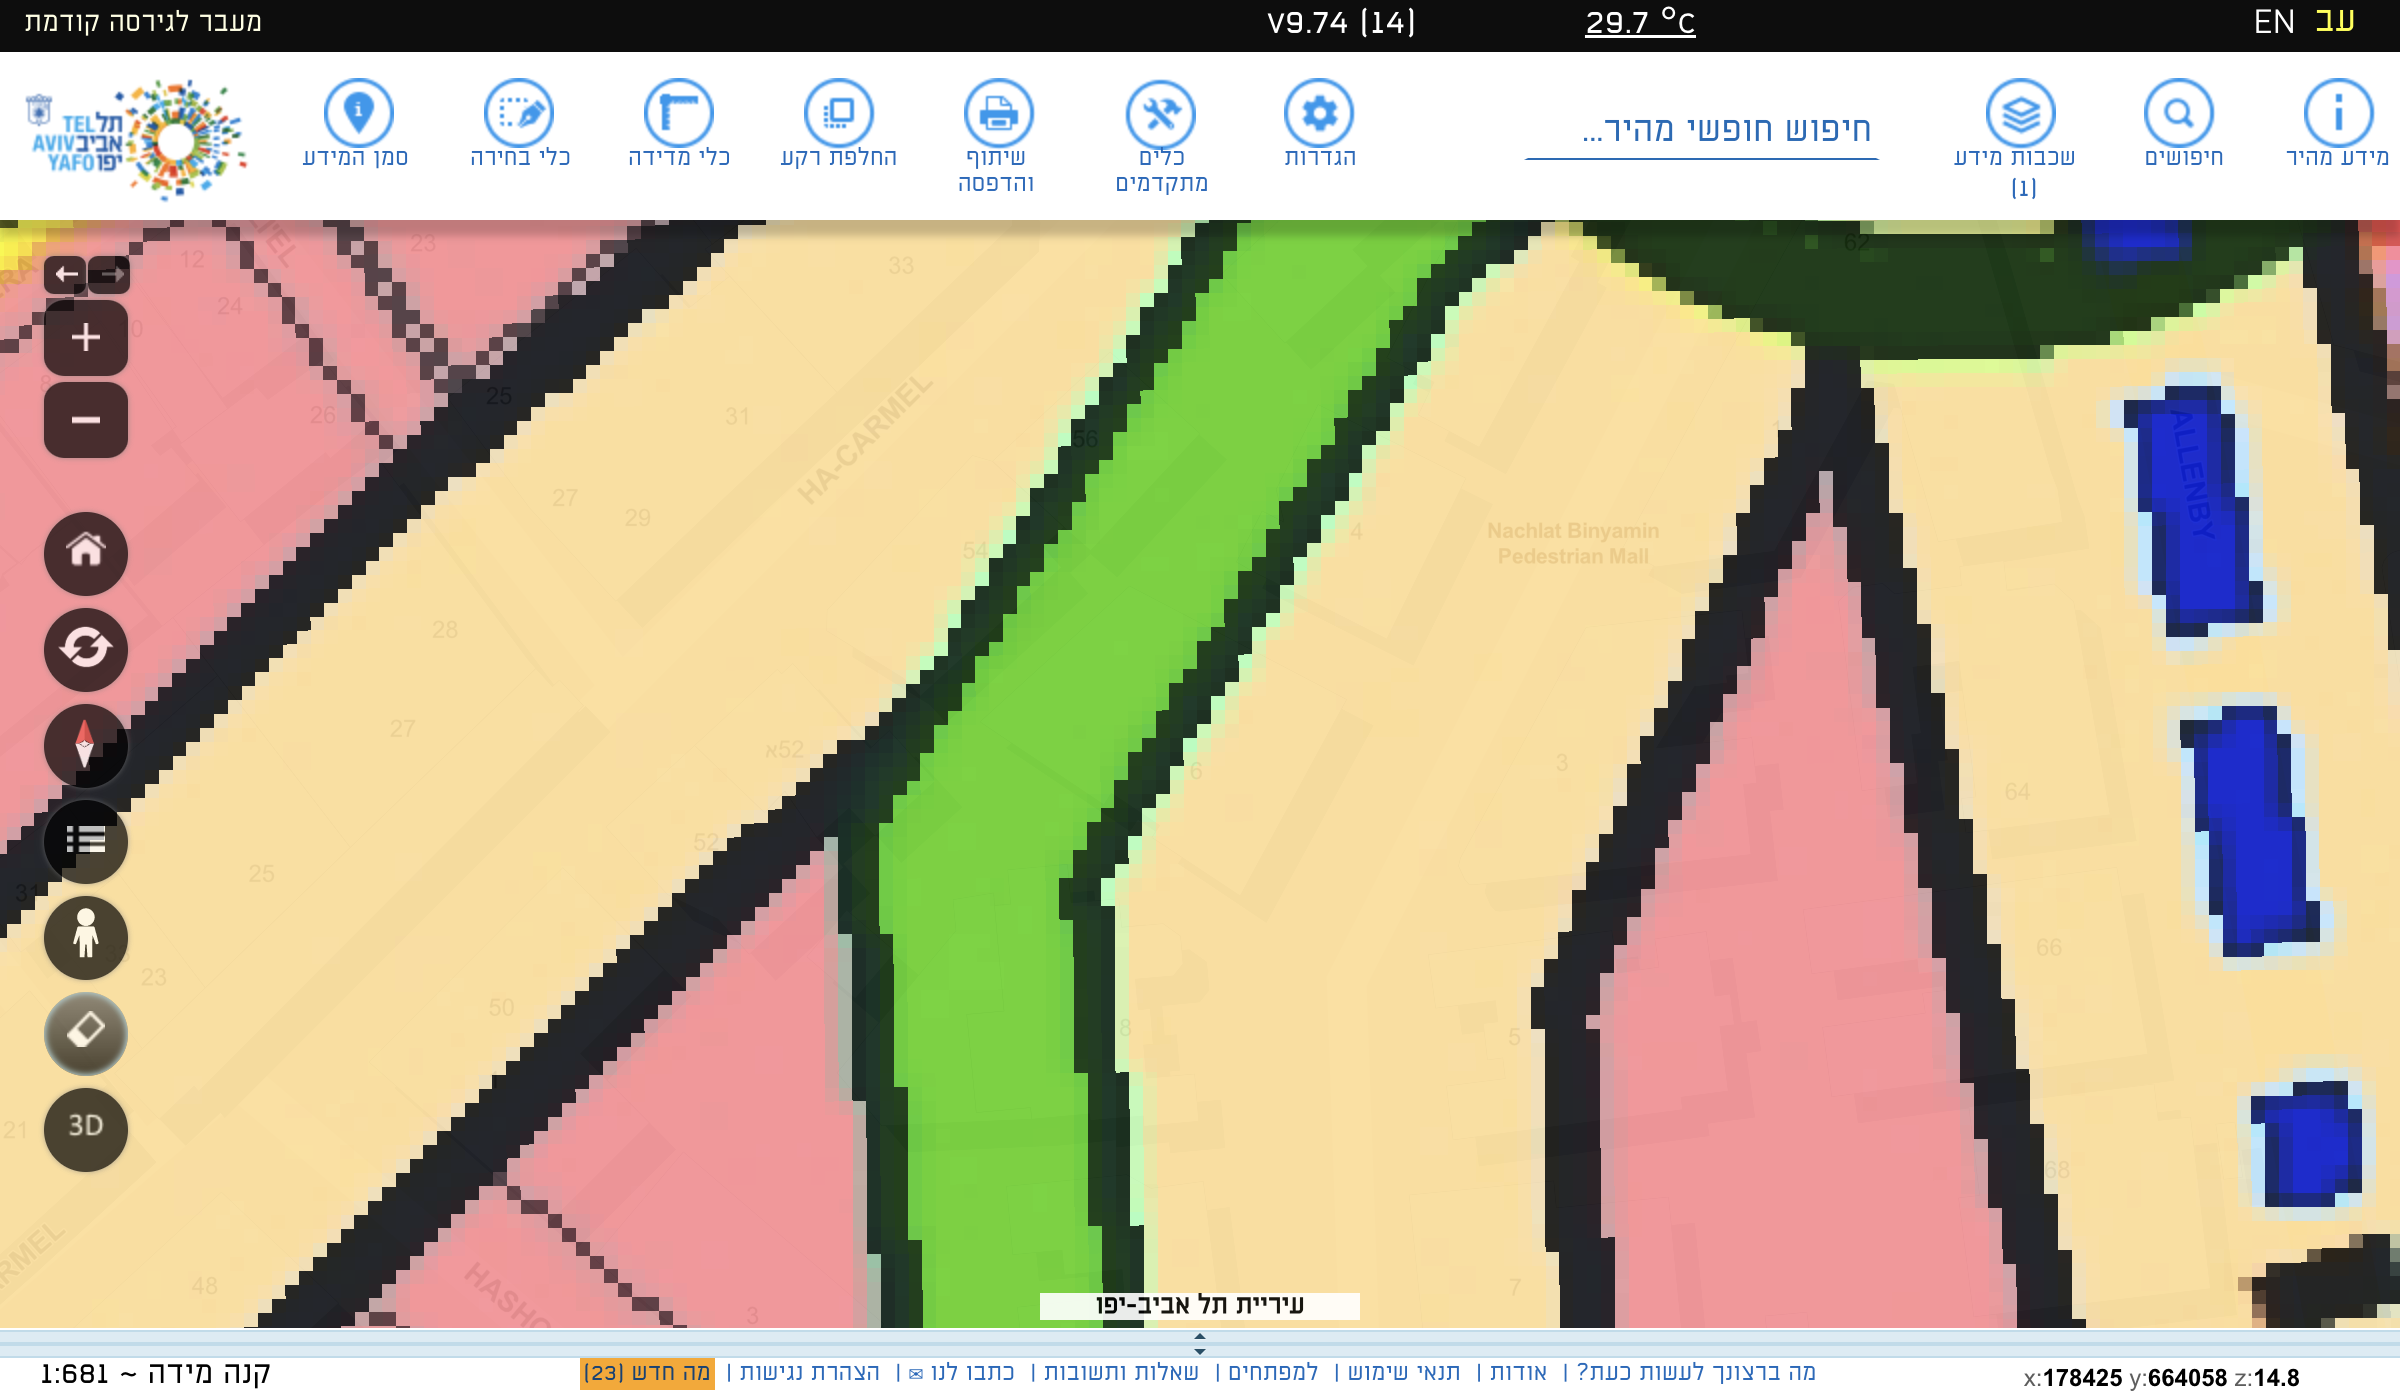 מעבר לגירסה קודמת
V9.74 (14)
29.7 °C
EN עב
TEL AVIV YAFO
תל אביב יפו
סמן המידע
כלי בחירה
כלי מדידה
החלפת רקע
שיתוף והדפסה
כלים מתקדמים
הגדרות
חיפוש חופשי מהיר...
שכבות מידע (1)
חיפושים
מידע מהיר
23
12
24
26
25
33
31
27
29
HA-CARMEL
56
54
28
27
52א
52
25
31
23
50
21
48
3
4
6
8
Nachlat Binyamin
Pedestrian Mall
3
5
7
62
64
66
68
ALLENBY
3D
עיריית תל אביב-יפו
קנה מידה ~ 1:681
מה ברצונך לעשות כעת? | אודות | תנאי שימוש | למפתחים | שאלות ותשובות | כתבו לנו ✉ | הצהרת נגישות | מה חדש (23)
x:178425 y:664058 z:14.8